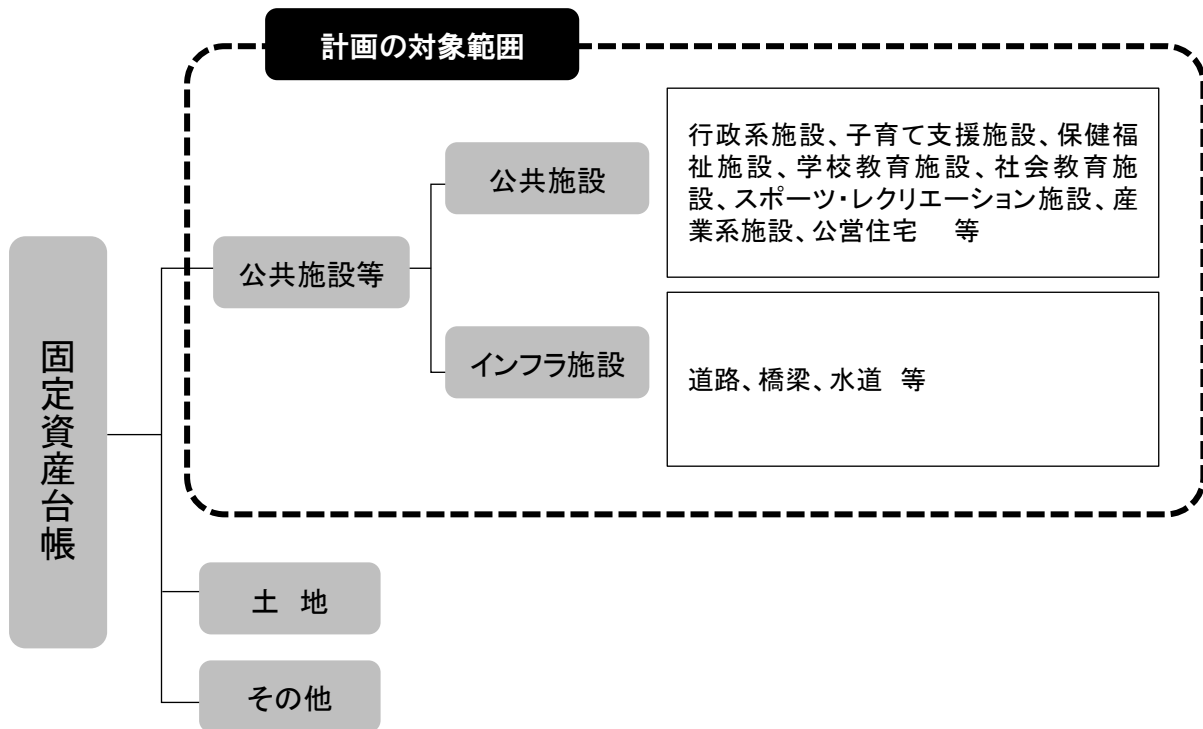 計画の対象範囲
固定資産台帳
公共施設等
公共施設
行政系施設、子育て支援施設、保健福
祉施設、学校教育施設、社会教育施
設、スポーツ・レクリエーション施設、産
業系施設、公営住宅　等
インフラ施設
道路、橋梁、水道　等
土　地
その他